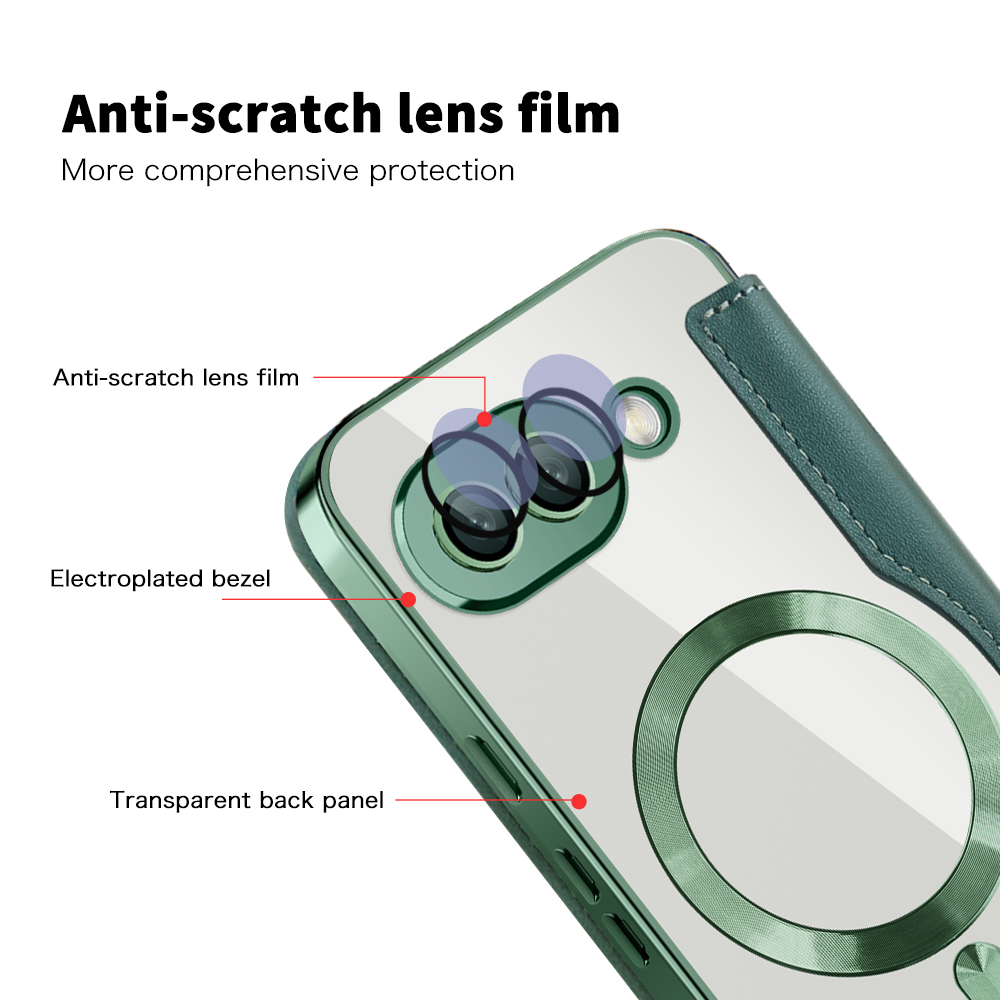 Anti-scratch lens film
More comprehensive protection
Anti-scratch lens film
Electroplated bezel
Transparent back panel